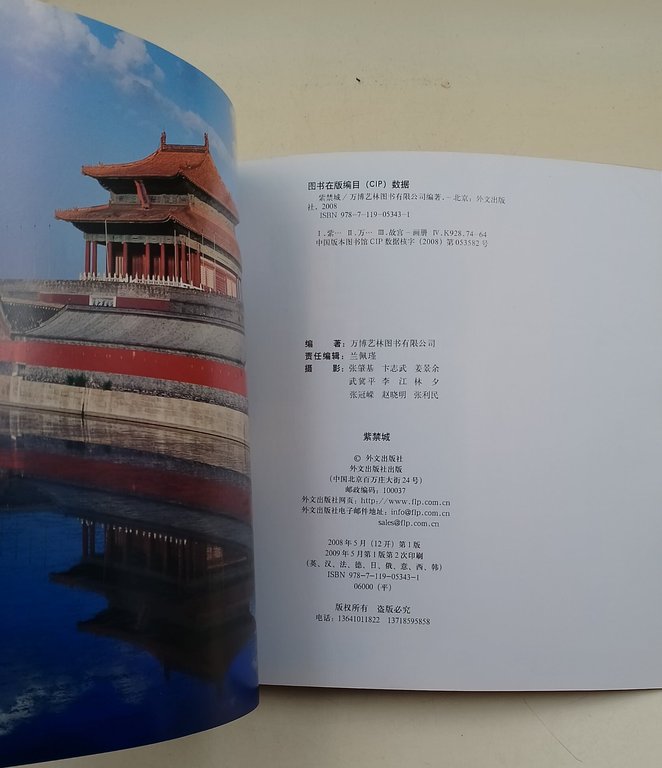 图书在版编目（CIP）数据
紫禁城／万博艺林图书有限公司编著．－北京：外文出版
社，2008
ISBN 978-7-119-05343-1
Ⅰ.紫… Ⅱ.万… Ⅲ.故宫－画册 Ⅳ.K928.74-64
中国版本图书馆CIP数据核字（2008）第053582号
编 著：万博艺林图书有限公司
责任编辑：兰佩瑾
摄 影：张肇基 卞志武 姜景余
武冀平 李江 林夕
张冠嵘 赵晓明 张利民
紫禁城
© 外文出版社
外文出版社出版
（中国北京百万庄大街24号）
邮政编码：100037
外文出版社网页：http://www.flp.com.cn
外文出版社电子邮件地址：info@flp.com.cn
sales@flp.com.cn
2008年5月（12开）第1版
2009年5月第1版第2次印刷
（英、汉、法、德、日、俄、意、西、韩）
ISBN 978-7-119-05343-1
06000（平）
版权所有 盗版必究
电话：13641011822 13718595858